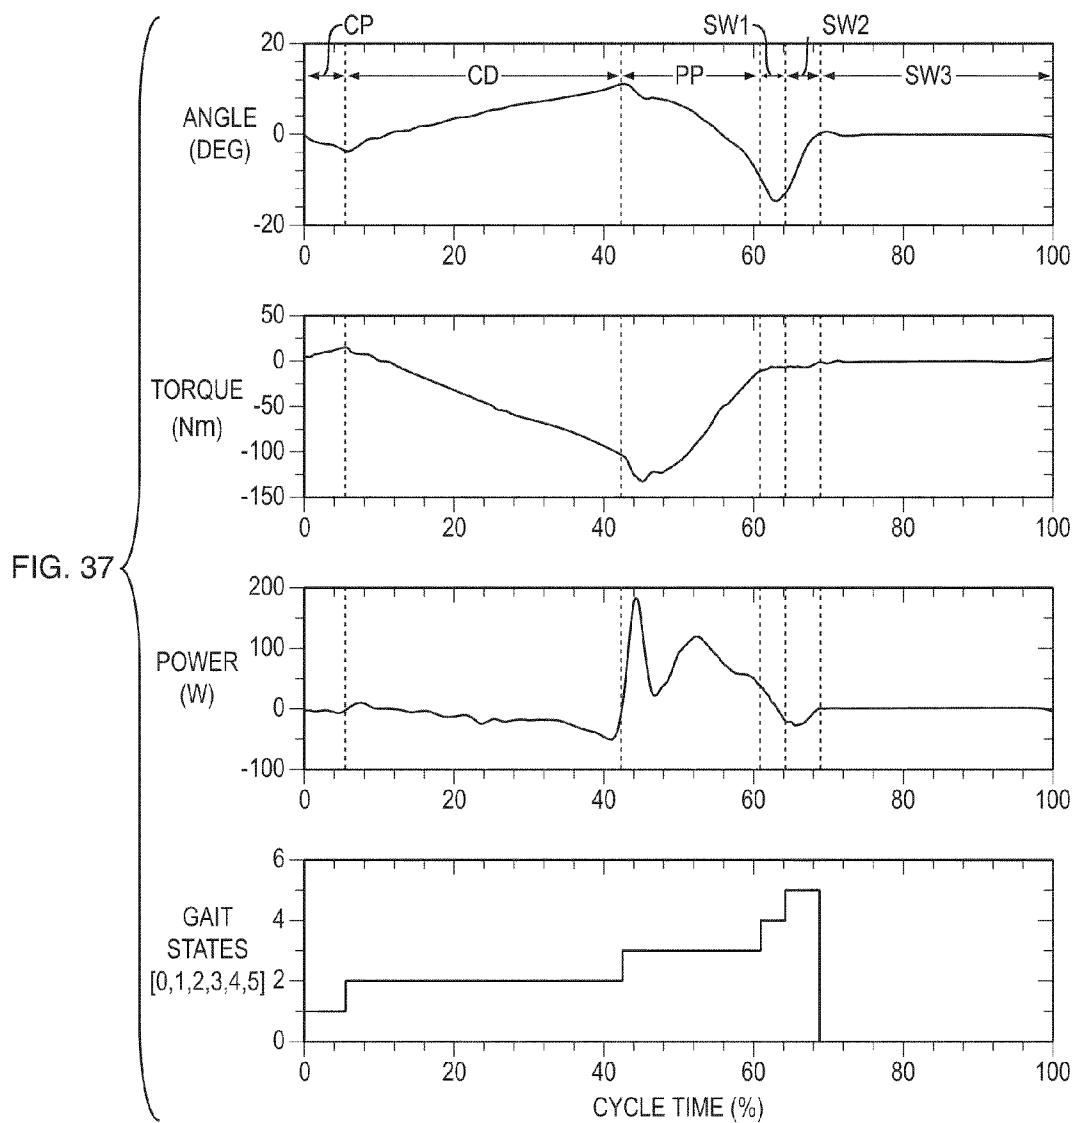 FIG. 37
CP
SW1
SW2
CD
PP
SW3
ANGLE
(DEG)
20
0
-20
0 20 40 60 80 100
TORQUE
(Nm)
50
0
-50
-100
-150
0 20 40 60 80 100
POWER
(W)
200
100
0
-100
0 20 40 60 80 100
GAIT
STATES
[0,1,2,3,4,5]
6
4
2
0
0 20 40 60 80 100
CYCLE TIME (%)